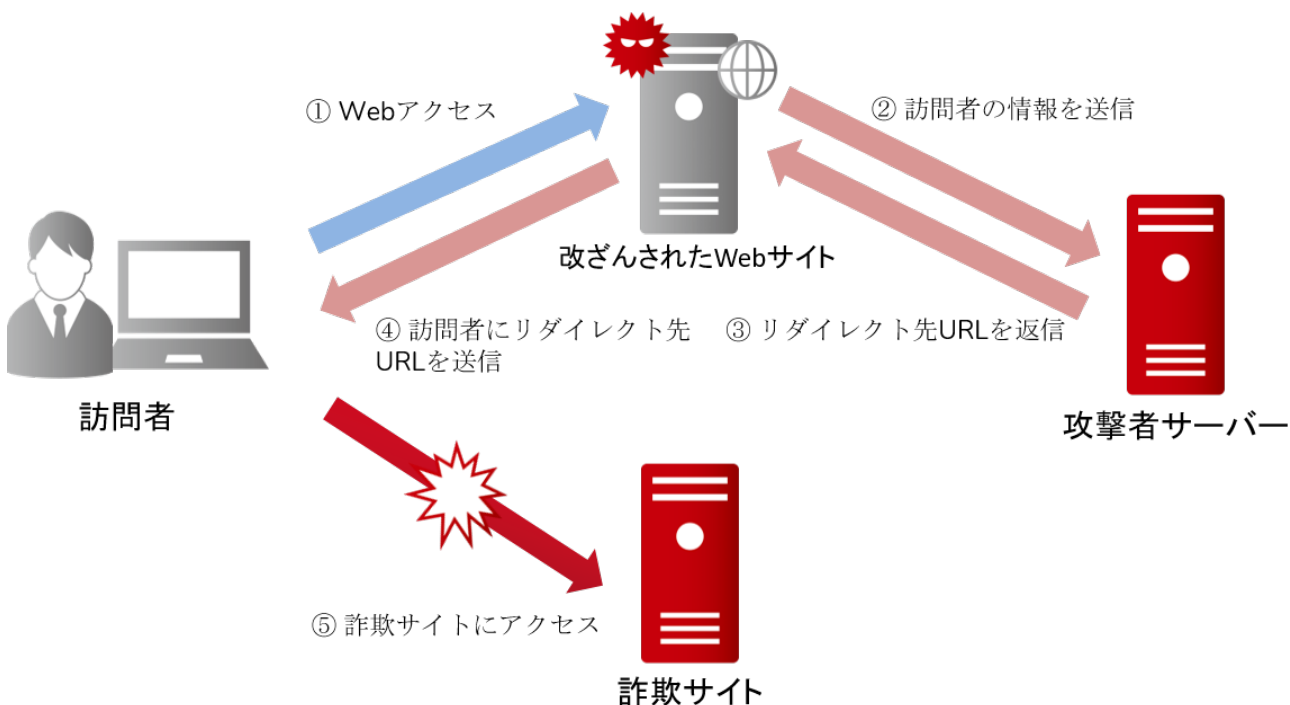 ① Webアクセス
② 訪問者の情報を送信
改ざんされたWebサイト
④ 訪問者にリダイレクト先
URLを送信
③ リダイレクト先URLを返信
訪問者
攻撃者サーバー
⑤ 詐欺サイトにアクセス
詐欺サイト